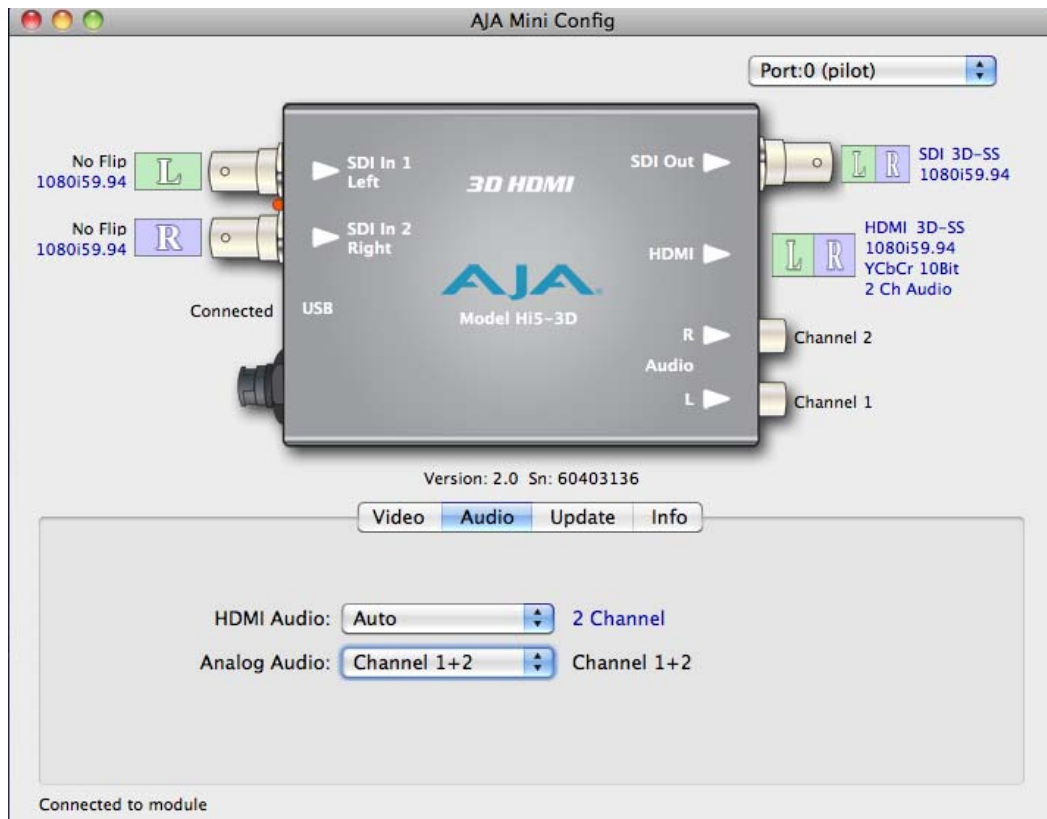 AJA Mini Config
Port:0 (pilot)
No Flip
1080i59.94
L
SDI In 1
Left
3D HDMI
SDI Out
L R
SDI 3D-SS
1080i59.94
No Flip
1080i59.94
R
SDI In 2
Right
HDMI
L R
HDMI 3D-SS
1080i59.94
YCbCr 10Bit
2 Ch Audio
AJA
Connected
USB
Model Hi5-3D
R
Channel 2
Audio
L
Channel 1
Version: 2.0 Sn: 60403136
Video Audio Update Info
HDMI Audio: Auto 2 Channel
Analog Audio: Channel 1+2 Channel 1+2
Connected to module